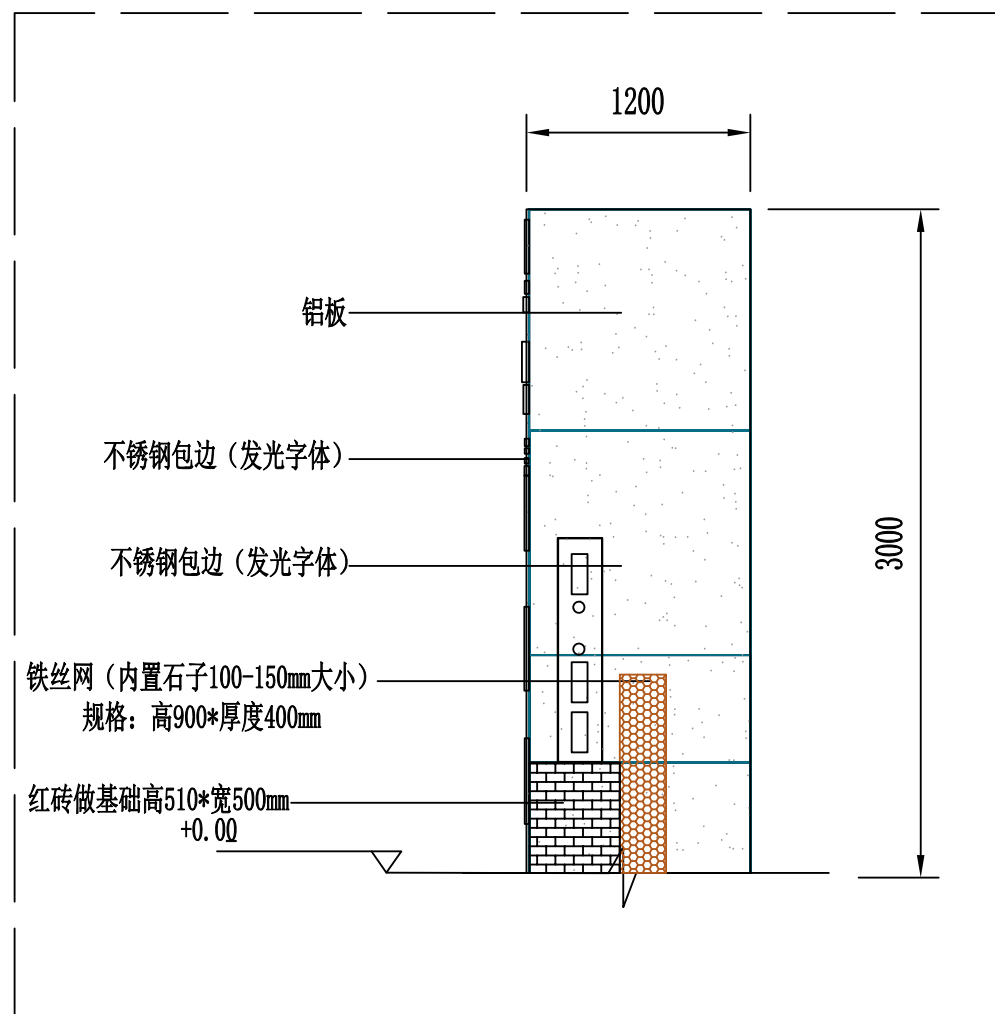 1200
铝板
不锈钢包边（发光字体）
3000
不锈钢包边（发光字体）
铁丝网（内置石子100-150mm大小）
规格：高900*厚度400mm
红砖做基础高510*宽500mm
+0.00